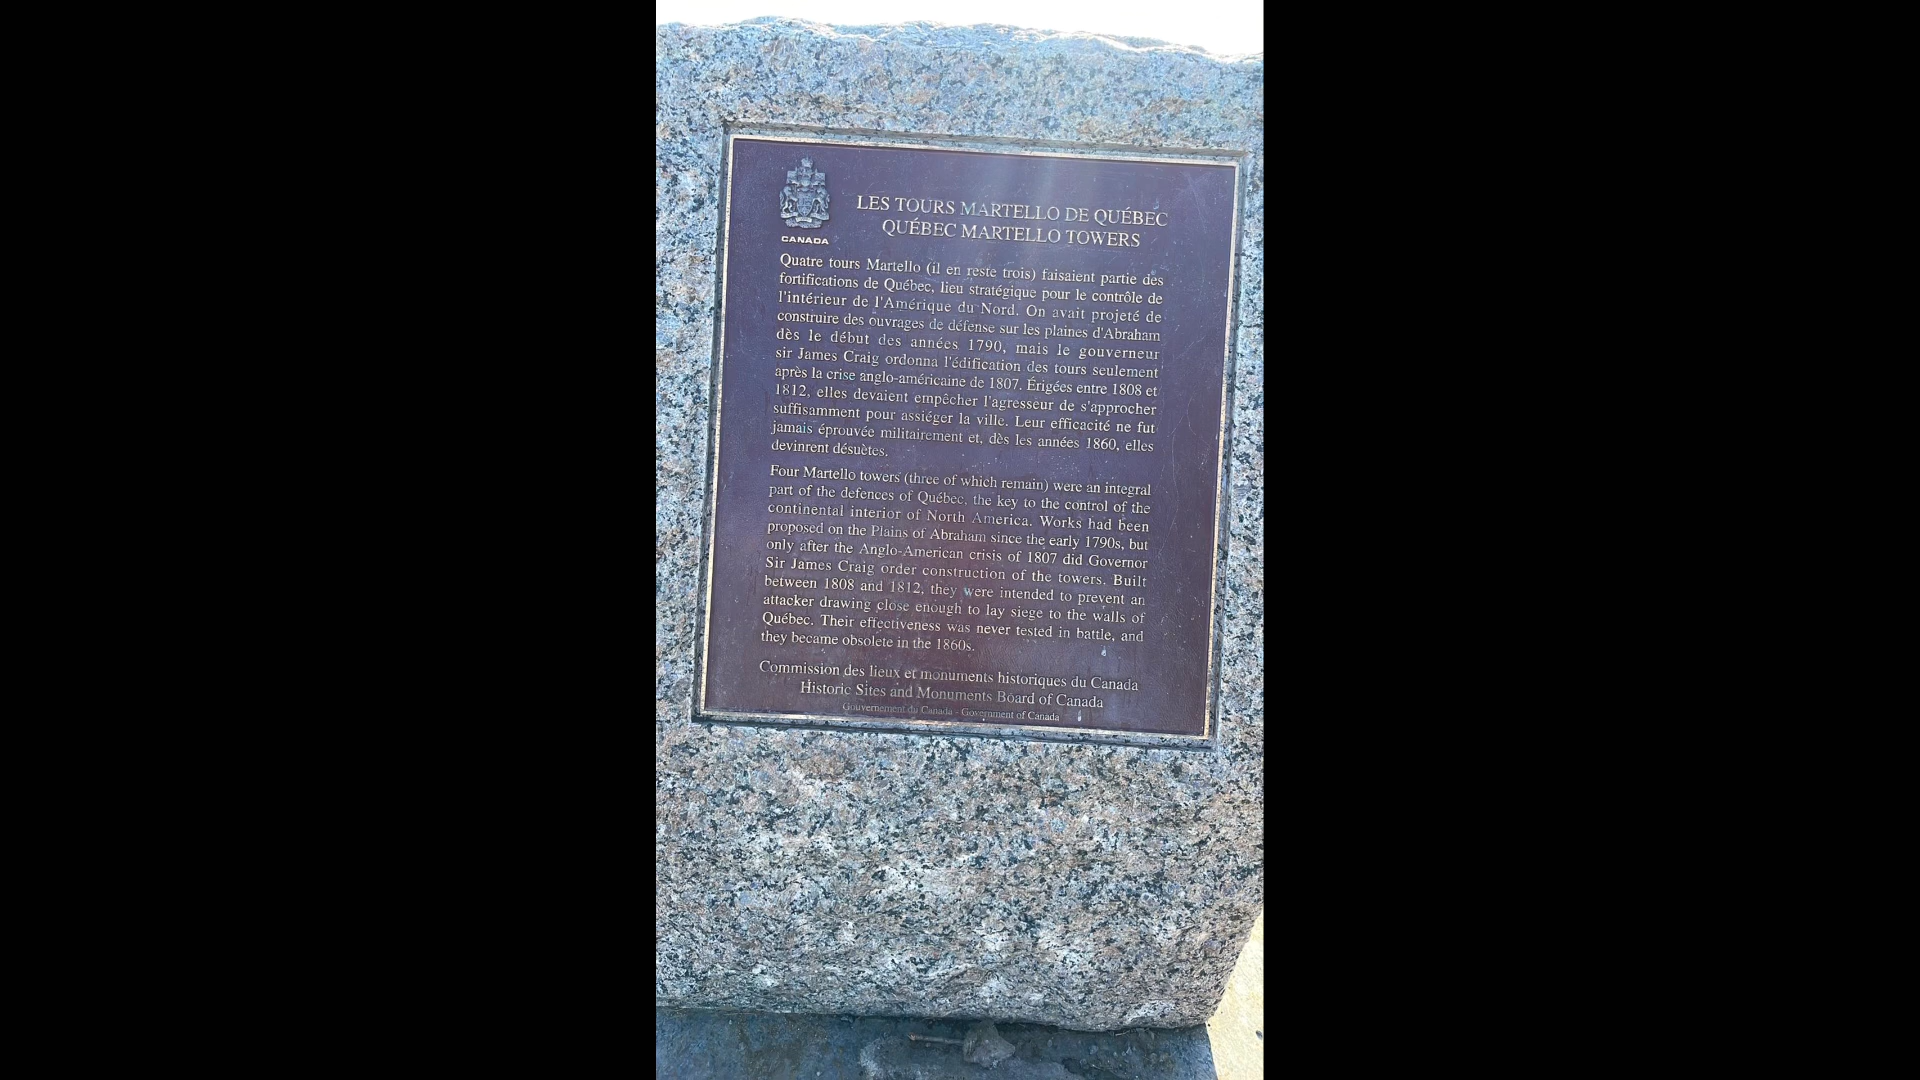 CANADA
LES TOURS MARTELLO DE QUÉBEC
QUÉBEC MARTELLO TOWERS
Quatre tours Martello (il en reste trois) faisaient partie des
fortifications de Québec, lieu stratégique pour le contrôle de
l'intérieur de l'Amérique du Nord. On avait projeté de
construire des ouvrages de défense sur les plaines d'Abraham
dès le début des années 1790, mais le gouverneur
sir James Craig ordonna l'édification des tours seulement
après la crise anglo-américaine de 1807. Érigées entre 1808 et
1812, elles devaient empêcher l'agresseur de s'approcher
suffisamment pour assiéger la ville. Leur efficacité ne fut
jamais éprouvée militairement et, dès les années 1860, elles
devinrent désuètes.
Four Martello towers (three of which remain) were an integral
part of the defences of Québec, the key to the control of the
continental interior of North America. Works had been
proposed on the Plains of Abraham since the early 1790s, but
only after the Anglo-American crisis of 1807 did Governor
Sir James Craig order construction of the towers. Built
between 1808 and 1812, they were intended to prevent an
attacker drawing close enough to lay siege to the walls of
Québec. Their effectiveness was never tested in battle, and
they became obsolete in the 1860s.
Commission des lieux et monuments historiques du Canada
Historic Sites and Monuments Board of Canada
Gouvernement du Canada - Government of Canada